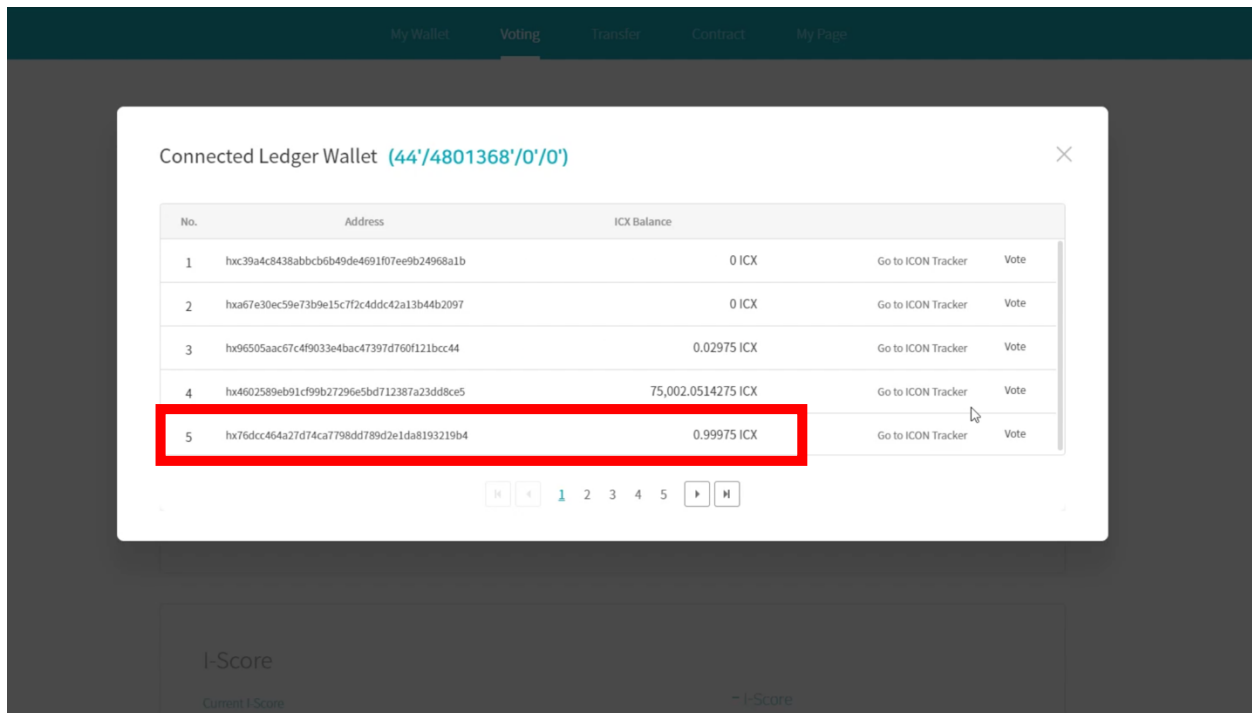 My Wallet Voting Transfer Contract My Page
Connected Ledger Wallet (44'/4801368'/0'/0')
No. Address ICX Balance
1 hxc39a4c8438abbcb6b49de4691f07ee9b24968a1b 0 ICX Go to ICON Tracker Vote
2 hxa67e30ec59e73b9e15c7f2c4ddc42a13b44b2097 0 ICX Go to ICON Tracker Vote
3 hx96505aac67c4f9033e4bac47397d760f121bcc44 0.02975 ICX Go to ICON Tracker Vote
4 hx4602589eb91cf99b27296e5bd712387a23dd8ce5 75,002.0514275 ICX Go to ICON Tracker Vote
5 hx76dcc464a27d74ca7798dd789d2e1da8193219b4 0.99975 ICX Go to ICON Tracker Vote
1 2 3 4 5
I-Score
Current I-Score - I-Score